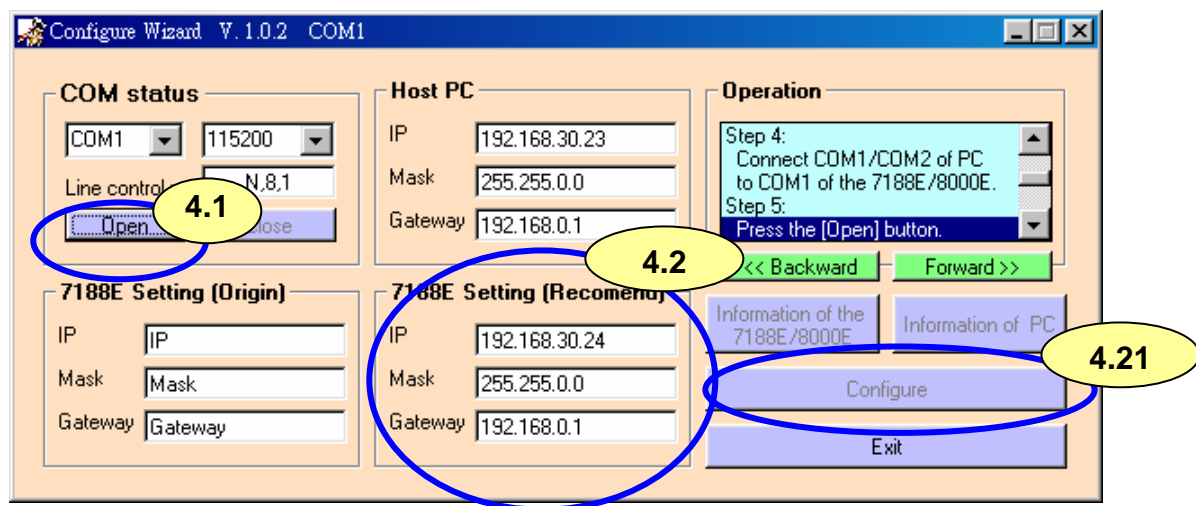 Configure Wizard V. 1.0.2 COM1
COM status
COM1 115200
Line control N,8,1
Open
4.1
Host PC
IP 192.168.30.23
Mask 255.255.0.0
Gateway 192.168.0.1
Operation
Step 4:
Connect COM1/COM2 of PC
to COM1 of the 7188E/8000E.
Step 5:
Press the [Open] button.
<< Backward Forward >>
7188E Setting (Origin)
IP IP
Mask Mask
Gateway Gateway
4.2
7188E Setting (Recomend)
IP 192.168.30.24
Mask 255.255.0.0
Gateway 192.168.0.1
Information of the
7188E/8000E
Information of PC
4.21
Configure
Exit